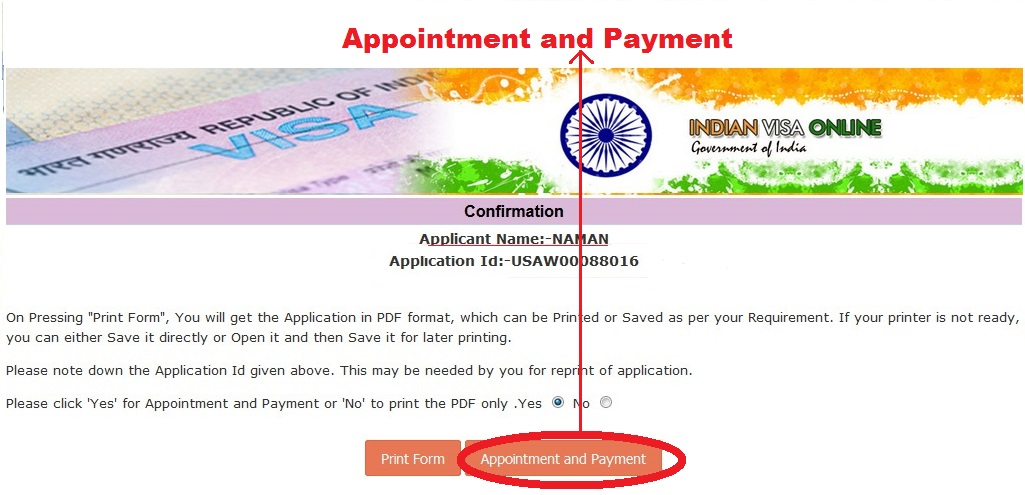 Appointment and Payment
भारत गणराज्य REPUBLIC OF INDIA
VISA
Visa Type
INDIAN VISA ONLINE
Government of India
Confirmation
Applicant Name:-NAMAN
Application Id:-USAW00088016
On Pressing "Print Form", You will get the Application in PDF format, which can be Printed or Saved as per your Requirement. If your printer is not ready,
you can either Save it directly or Open it and then Save it for later printing.
Please note down the Application Id given above. This may be needed by you for reprint of application.
Please click 'Yes' for Appointment and Payment or 'No' to print the PDF only .Yes No
Print Form Appointment and Payment